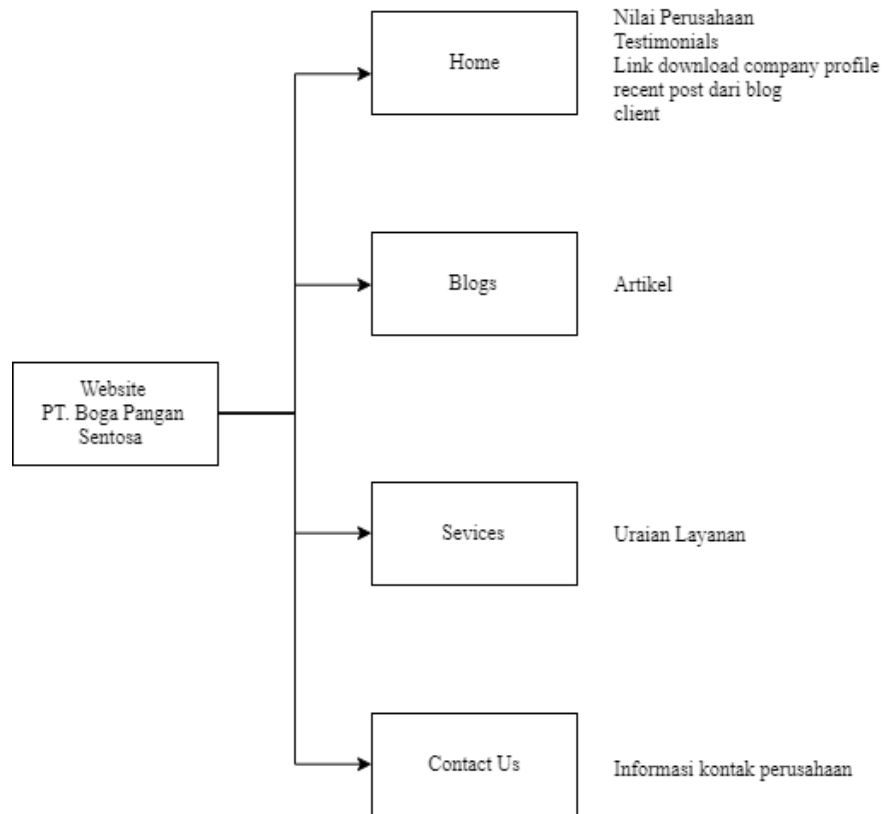 Home
Nilai Perusahaan
Testimonials
Link download company profile
recent post dari blog
client
Blogs
Artikel
Website
PT. Boga Pangan
Sentosa
Sevices
Uraian Layanan
Contact Us
Informasi kontak perusahaan